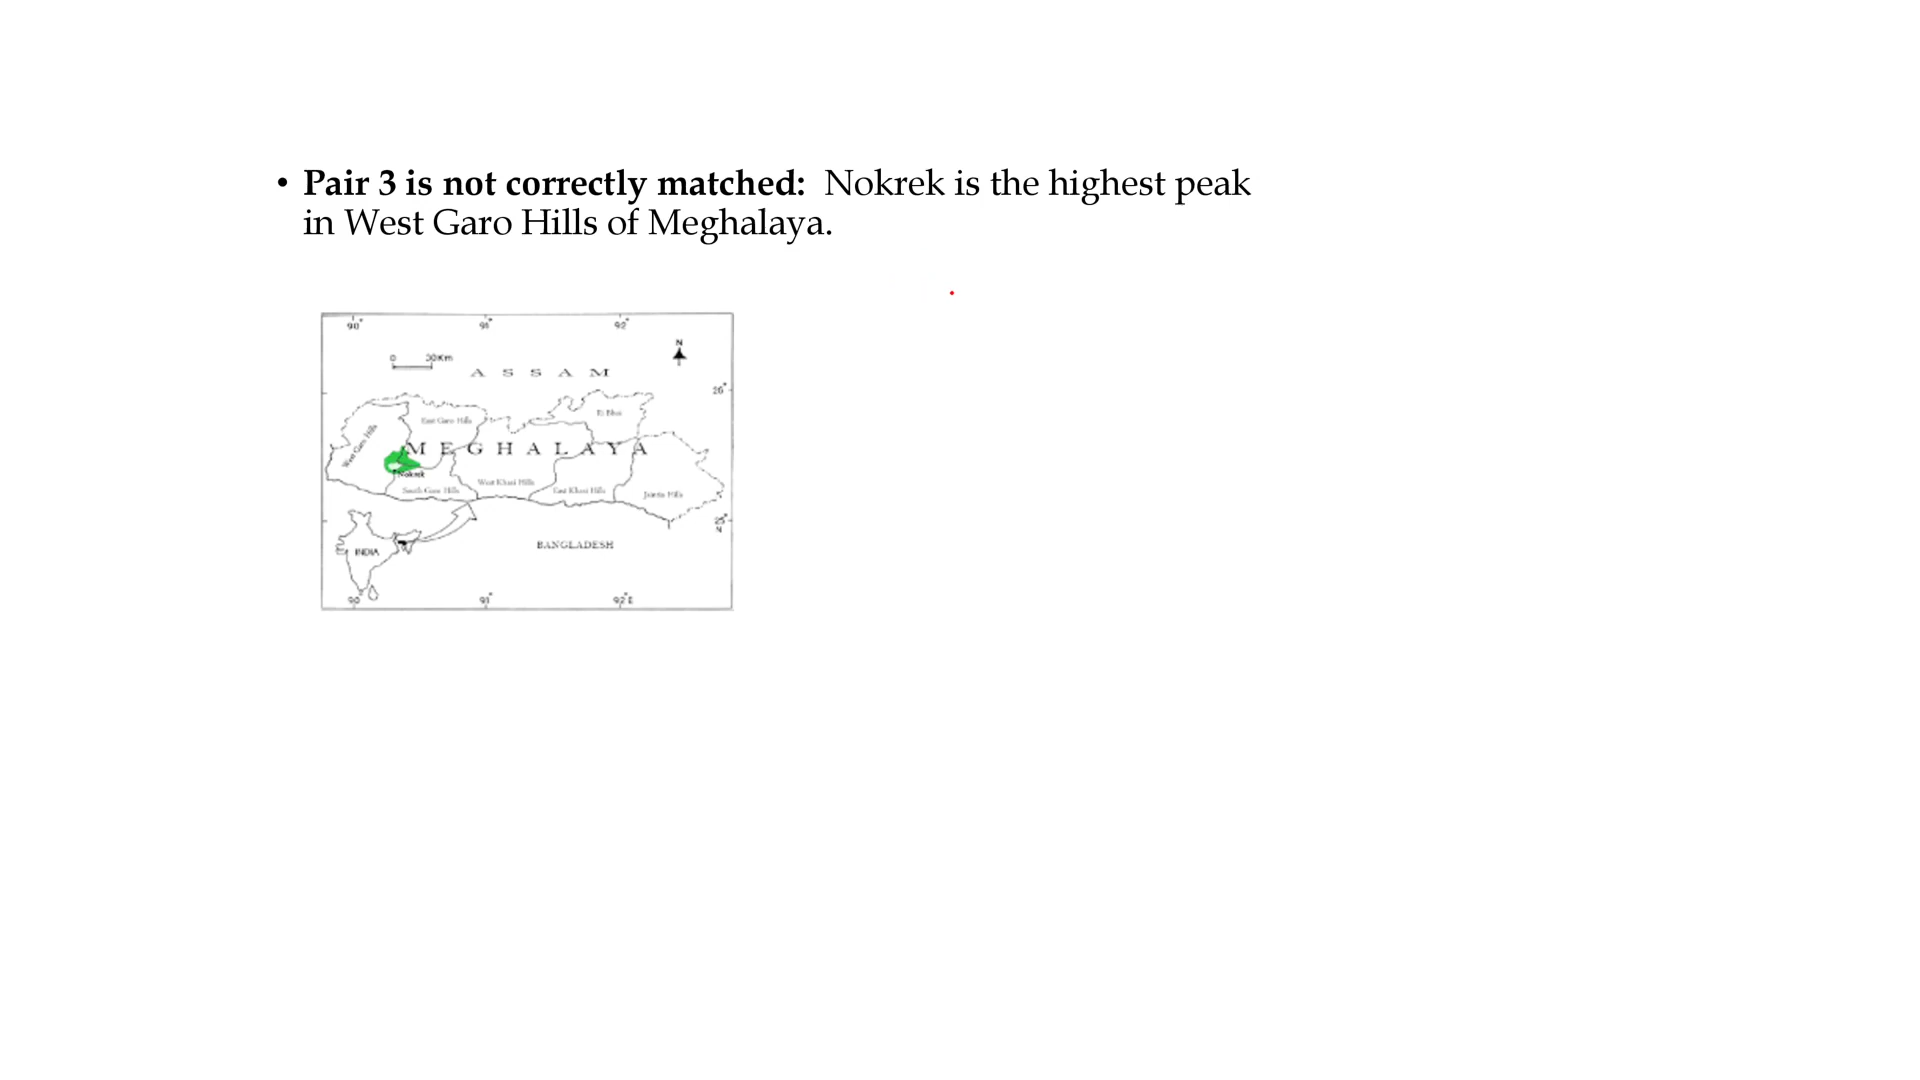 • Pair 3 is not correctly matched: Nokrek is the highest peak
in West Garo Hills of Meghalaya.
90° 91° 92°
N
0 30Km
A S S A M
26°
East Garo Hills
Ri Bhoi
West Garo Hills
M E G H A L A Y A
Nokrek
South Garo Hills
West Khasi Hills
East Khasi Hills
Jaintia Hills
25°
N
INDIA
BANGLADESH
90° 91° 92°E